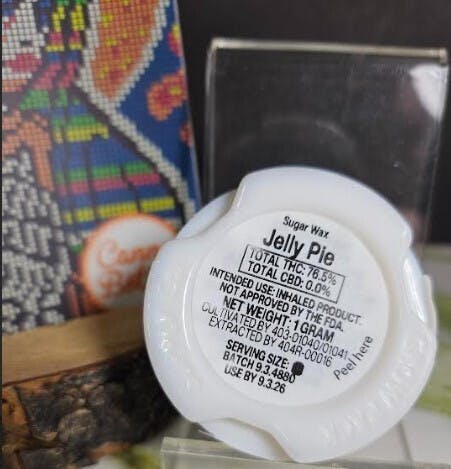 Sugar Wax
Jelly Pie
TOTAL THC: 76.5%
TOTAL CBD: 0.0%
INTENDED USE: INHALED PRODUCT.
NOT APPROVED BY THE FDA.
NET WEIGHT: 1 GRAM
CULTIVATED BY 403-01040/01041
EXTRACTED BY 404R-00016
SERVING SIZE:
BATCH 9.3.4880
USE BY 9.3.26
Peel here